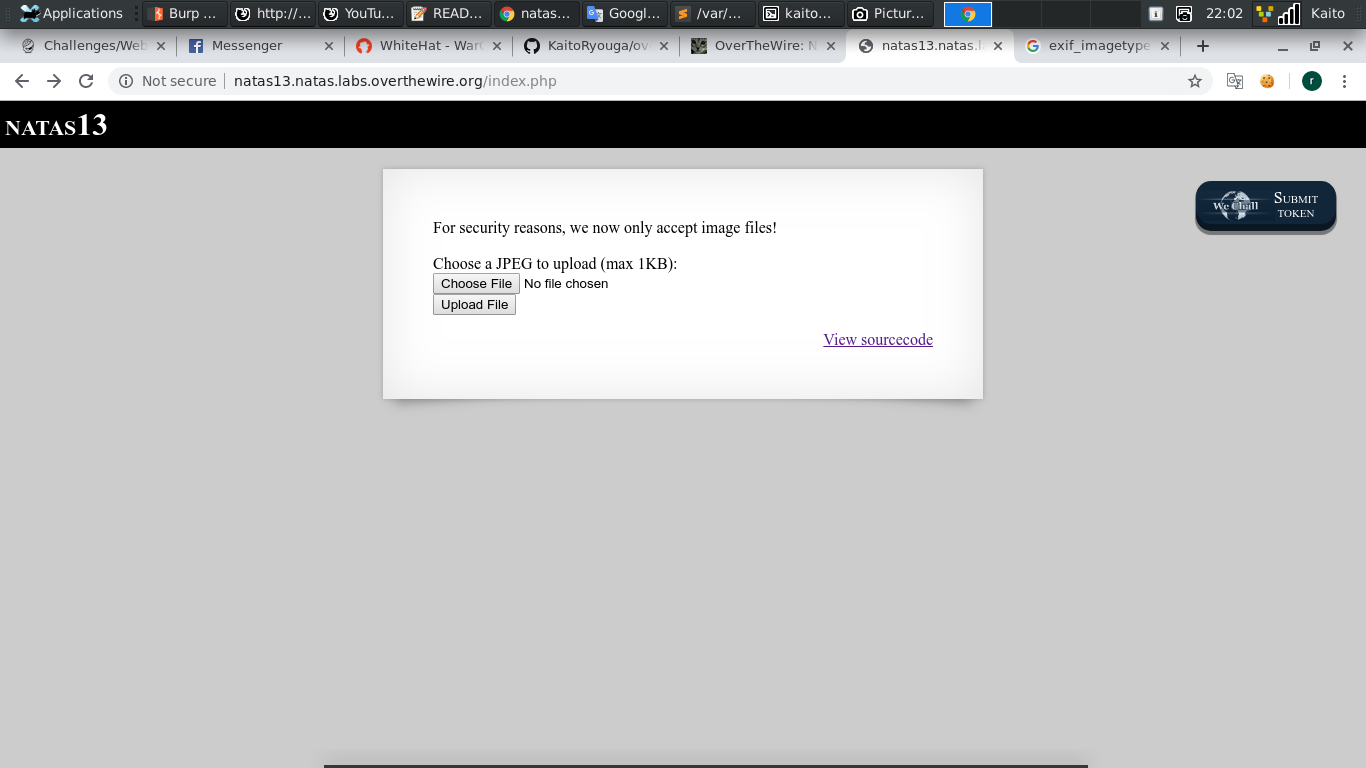 Applications Burp ... http://... YouTu... READ... natas... Googl... /var/... kaito... Pictur... 22:02 Kaito
Challenges/Web Messenger WhiteHat - WarG KaitoRyouga/ov OverTheWire: N natas13.natas.la exif_imagetype
Not secure natas13.natas.labs.overthewire.org/index.php r
NATAS13
For security reasons, we now only accept image files!
Choose a JPEG to upload (max 1KB):
Choose File No file chosen
Upload File
View sourcecode
We Chall SUBMIT TOKEN